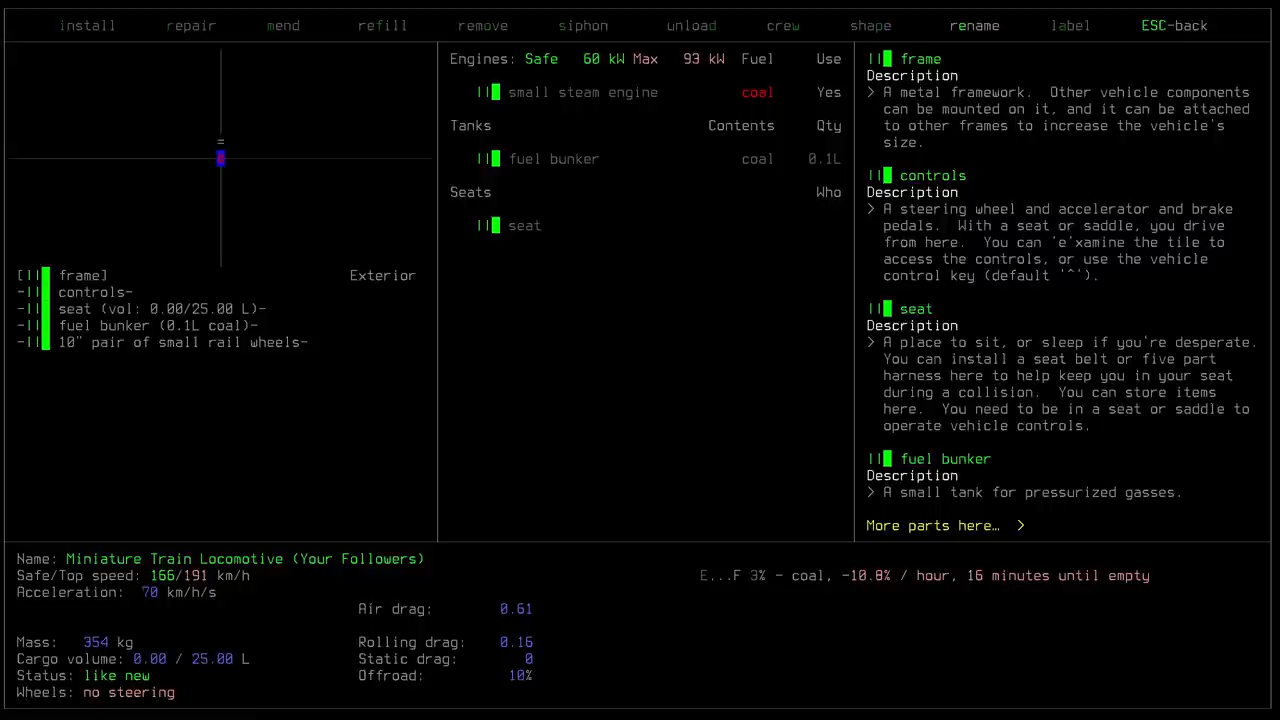 install repair mend refill remove siphon unload crew shape rename label ESC-back
=
[|| frame] Exterior
-|| controls-
-|| seat (vol: 0.00/25.00 L)-
-|| fuel bunker (0.1L coal)-
-|| 10" pair of small rail wheels-
Engines: Safe 60 kW Max 93 kW Fuel Use
|| small steam engine coal Yes
Tanks Contents Qty
|| fuel bunker coal 0.1L
Seats Who
|| seat
|| frame
Description
> A metal framework. Other vehicle components
can be mounted on it, and it can be attached
to other frames to increase the vehicle's
size.
|| controls
Description
> A steering wheel and accelerator and brake
pedals. With a seat or saddle, you drive
from here. You can 'e'xamine the tile to
access the controls, or use the vehicle
control key (default '^').
|| seat
Description
> A place to sit, or sleep if you're desperate.
You can install a seat belt or five part
harness here to help keep you in your seat
during a collision. You can store items
here. You need to be in a seat or saddle to
operate vehicle controls.
|| fuel bunker
Description
> A small tank for pressurized gasses.
More parts here… >
Name: Miniature Train Locomotive (Your Followers)
Safe/Top speed: 166/191 km/h
Acceleration: 70 km/h/s
Mass: 354 kg
Cargo volume: 0.00 / 25.00 L
Status: like new
Wheels: no steering
Air drag: 0.61
Rolling drag: 0.16
Static drag: 0
Offroad: 10%
E...F 3% - coal, -10.8% / hour, 16 minutes until empty